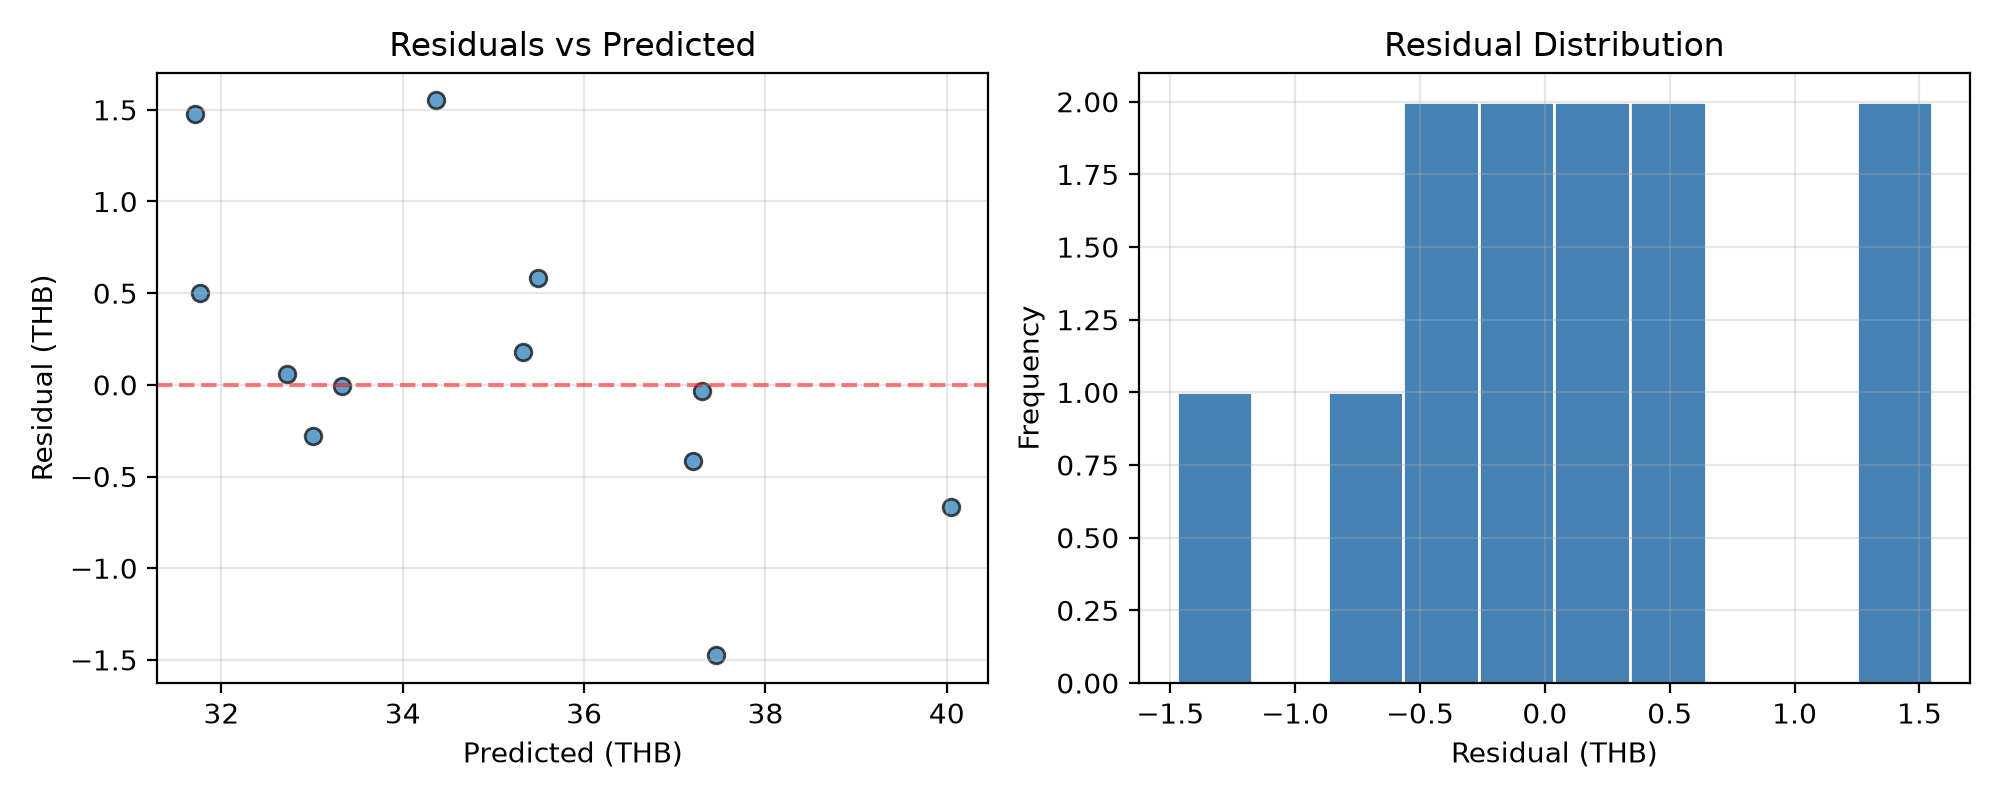 Residuals vs Predicted
1.5
1.0
0.5
0.0
−0.5
−1.0
−1.5
Residual (THB)
32 34 36 38 40
Predicted (THB)
Residual Distribution
2.00
1.75
1.50
1.25
1.00
0.75
0.50
0.25
0.00
Frequency
−1.5 −1.0 −0.5 0.0 0.5 1.0 1.5
Residual (THB)